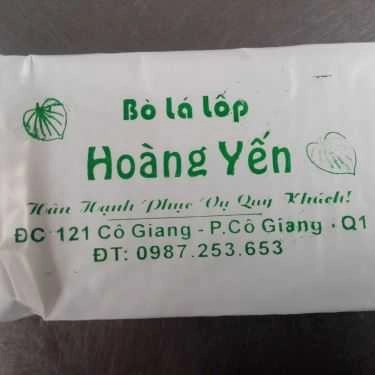 Bò Lá Lốp
Hoàng Yến
Hân Hạnh Phục Vụ Quý Khách!
ĐC 121 Cô Giang - P.Cô Giang . Q1
ĐT: 0987.253.653